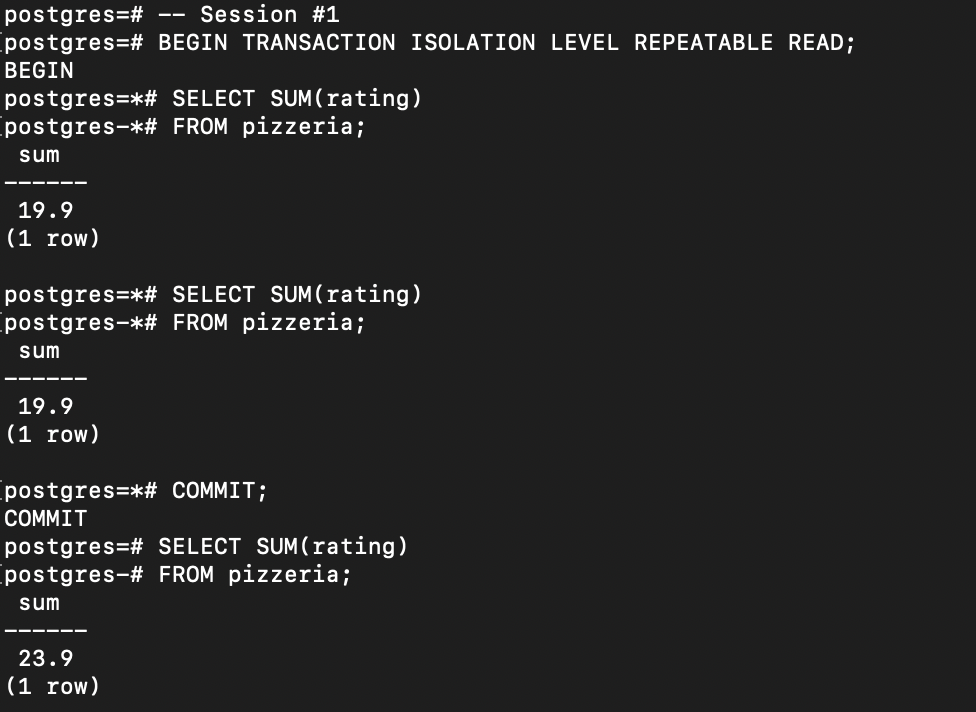 postgres=# -- Session #1
postgres=# BEGIN TRANSACTION ISOLATION LEVEL REPEATABLE READ;
BEGIN
postgres=*# SELECT SUM(rating)
postgres-*# FROM pizzeria;
 sum
------
 19.9
(1 row)

postgres=*# SELECT SUM(rating)
postgres-*# FROM pizzeria;
 sum
------
 19.9
(1 row)

postgres=*# COMMIT;
COMMIT
postgres=# SELECT SUM(rating)
postgres-# FROM pizzeria;
 sum
------
 23.9
(1 row)